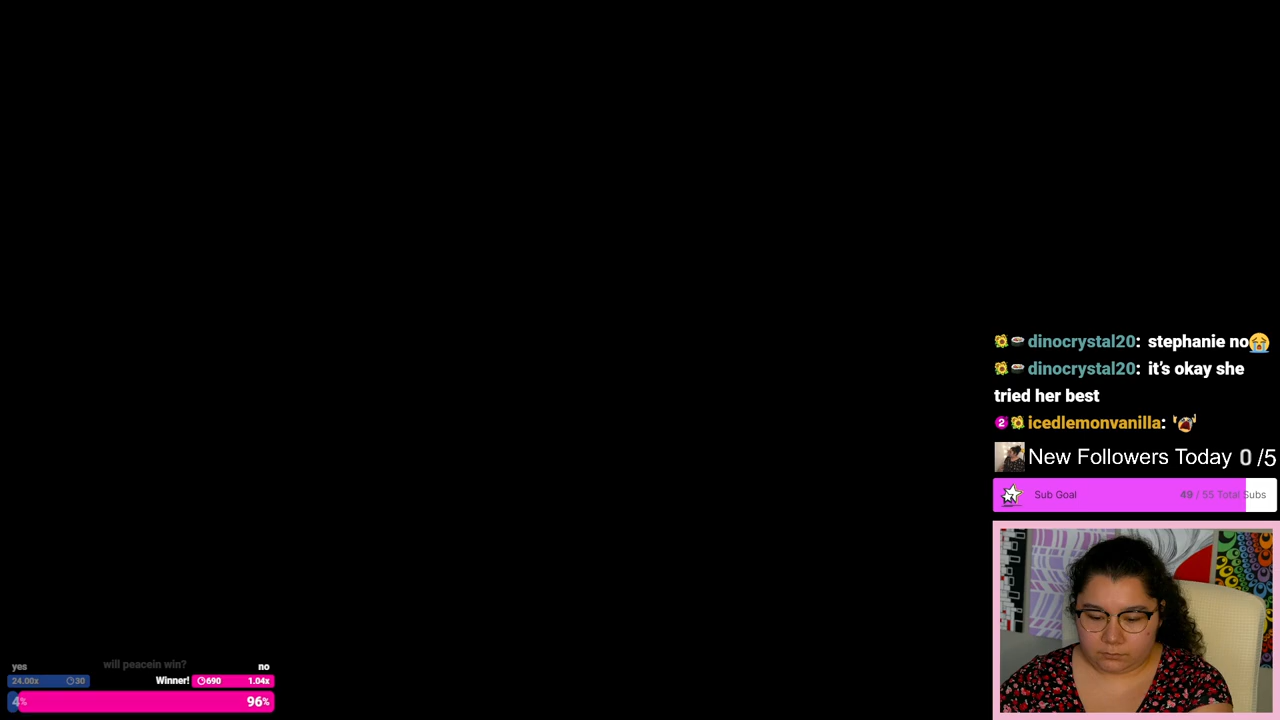 dinocrystal20: stephanie no😭
dinocrystal20: it’s okay she
tried her best
2 icedlemonvanilla:
New Followers Today 0 /5
Sub Goal 49 / 55 Total Subs
will peacein win?
yes no
24.00x 30 Winner! 690 1.04x
4% 96%